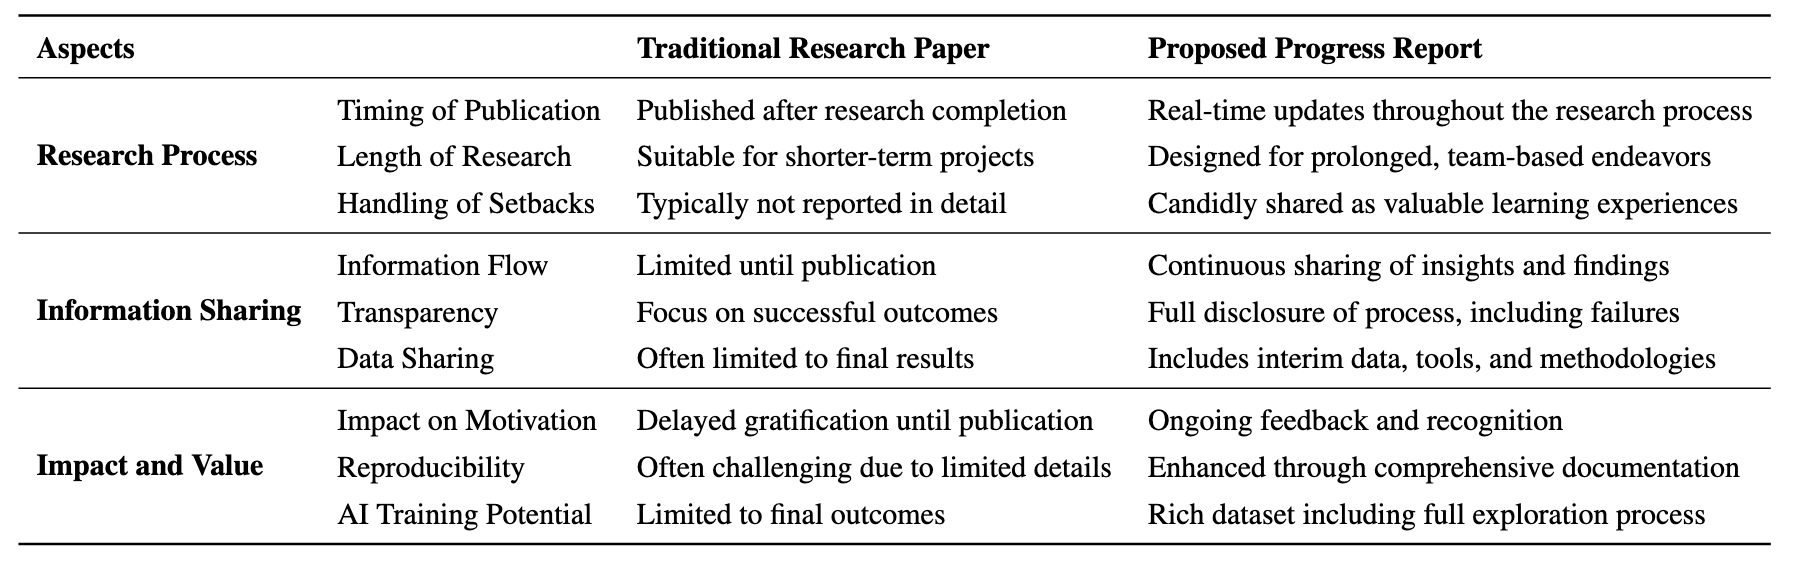 Aspects Traditional Research Paper Proposed Progress Report
Timing of Publication Published after research completion Real-time updates throughout the research process
Research Process Length of Research Suitable for shorter-term projects Designed for prolonged, team-based endeavors
Handling of Setbacks Typically not reported in detail Candidly shared as valuable learning experiences
Information Flow Limited until publication Continuous sharing of insights and findings
Information Sharing Transparency Focus on successful outcomes Full disclosure of process, including failures
Data Sharing Often limited to final results Includes interim data, tools, and methodologies
Impact on Motivation Delayed gratification until publication Ongoing feedback and recognition
Impact and Value Reproducibility Often challenging due to limited details Enhanced through comprehensive documentation
AI Training Potential Limited to final outcomes Rich dataset including full exploration process